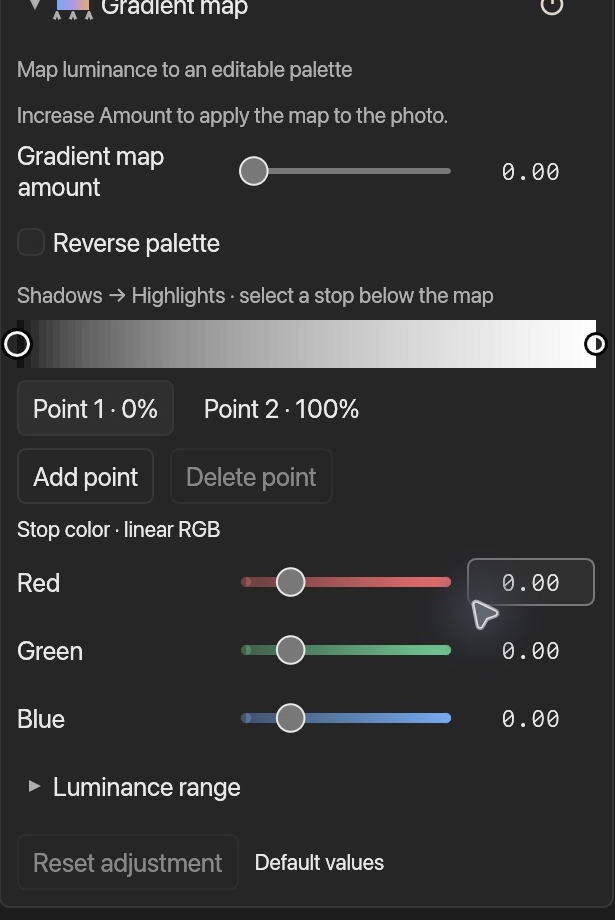 Gradient map
Map luminance to an editable palette
Increase Amount to apply the map to the photo.
Gradient map
amount
0.00
Reverse palette
Shadows → Highlights · select a stop below the map
Point 1 · 0%
Point 2 · 100%
Add point
Delete point
Stop color · linear RGB
Red
0.00
Green
0.00
Blue
0.00
Luminance range
Reset adjustment
Default values